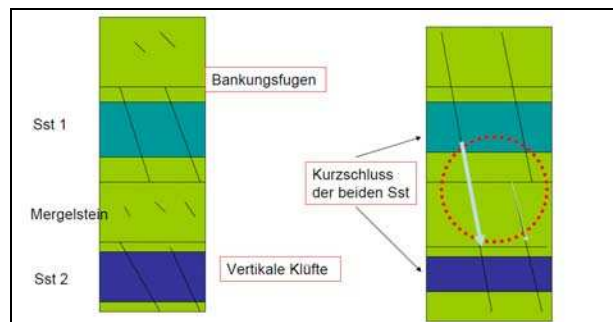 Bankungsfugen
Sst 1
Kurzschluss
der beiden Sst
Mergelstein
Vertikale Klüfte
Sst 2